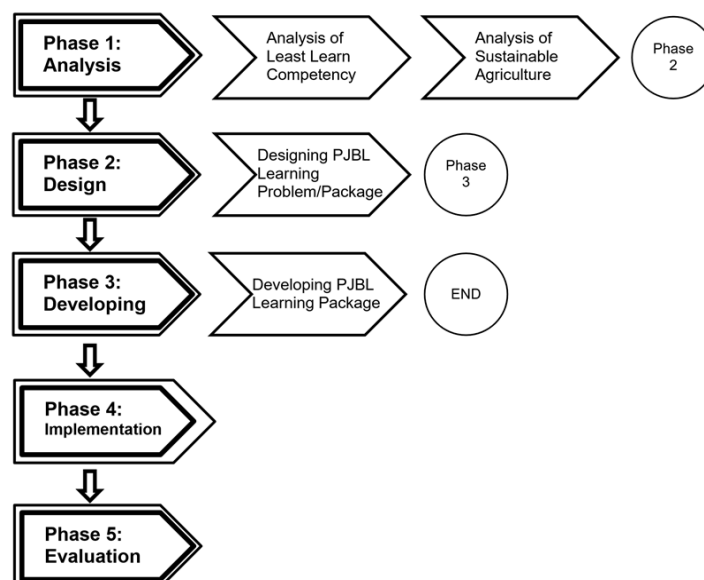 Phase 1:
Analysis
Analysis of
Least Learn
Competency
Analysis of
Sustainable
Agriculture
Phase
2
Phase 2:
Design
Designing PJBL
Learning
Problem/Package
Phase
3
Phase 3:
Developing
Developing PJBL
Learning Package
END
Phase 4:
Implementation
Phase 5:
Evaluation